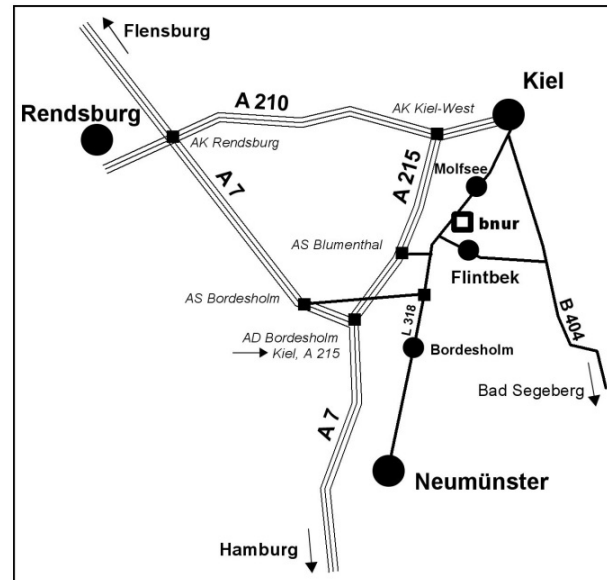 Flensburg
Kiel
A 210
AK Kiel-West
Rendsburg
AK Rendsburg
Molfsee
A 7
A 215
bnur
AS Blumenthal
Flintbek
AS Bordesholm
L 318
B 404
AD Bordesholm
Kiel, A 215
Bordesholm
Bad Segeberg
A 7
Neumünster
Hamburg